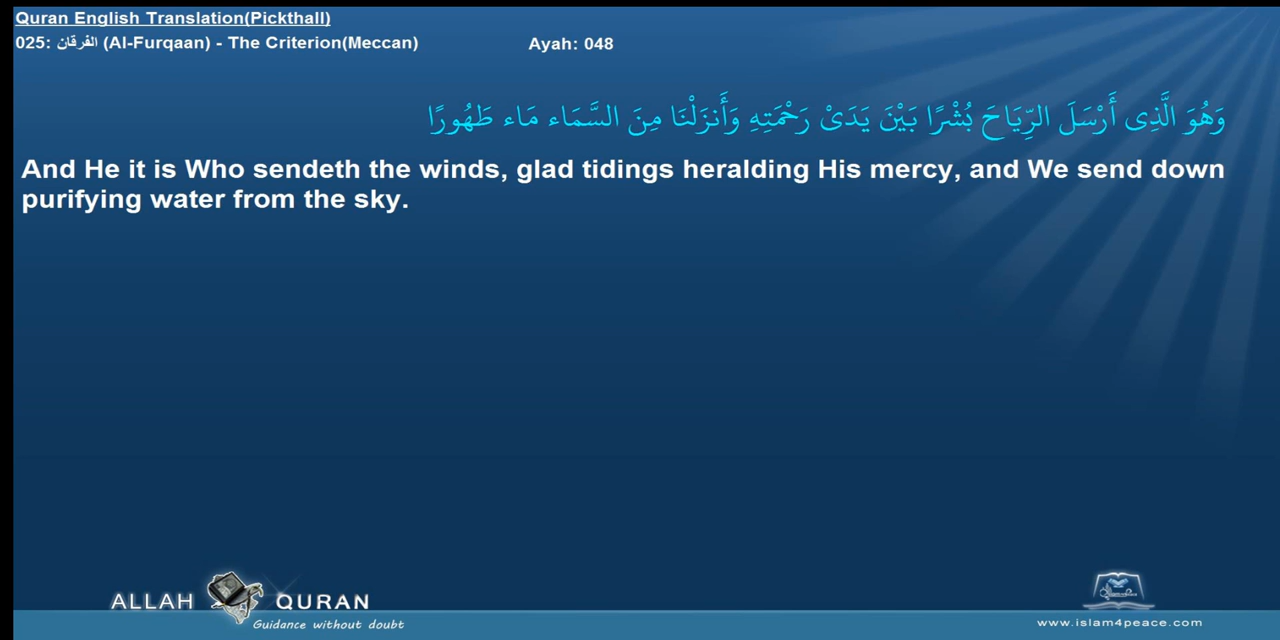 Quran English Translation(Pickthall)
025: الفرقان (Al-Furqaan) - The Criterion(Meccan) Ayah: 048
وَهُوَ الَّذِى أَرْسَلَ الرِّيَاحَ بُشْرًا بَيْنَ يَدَىْ رَحْمَتِهِ وَأَنزَلْنَا مِنَ السَّمَاء مَاء طَهُورًا
And He it is Who sendeth the winds, glad tidings heralding His mercy, and We send down
purifying water from the sky.
ALLAH QURAN
Guidance without doubt
www.islam4peace.com